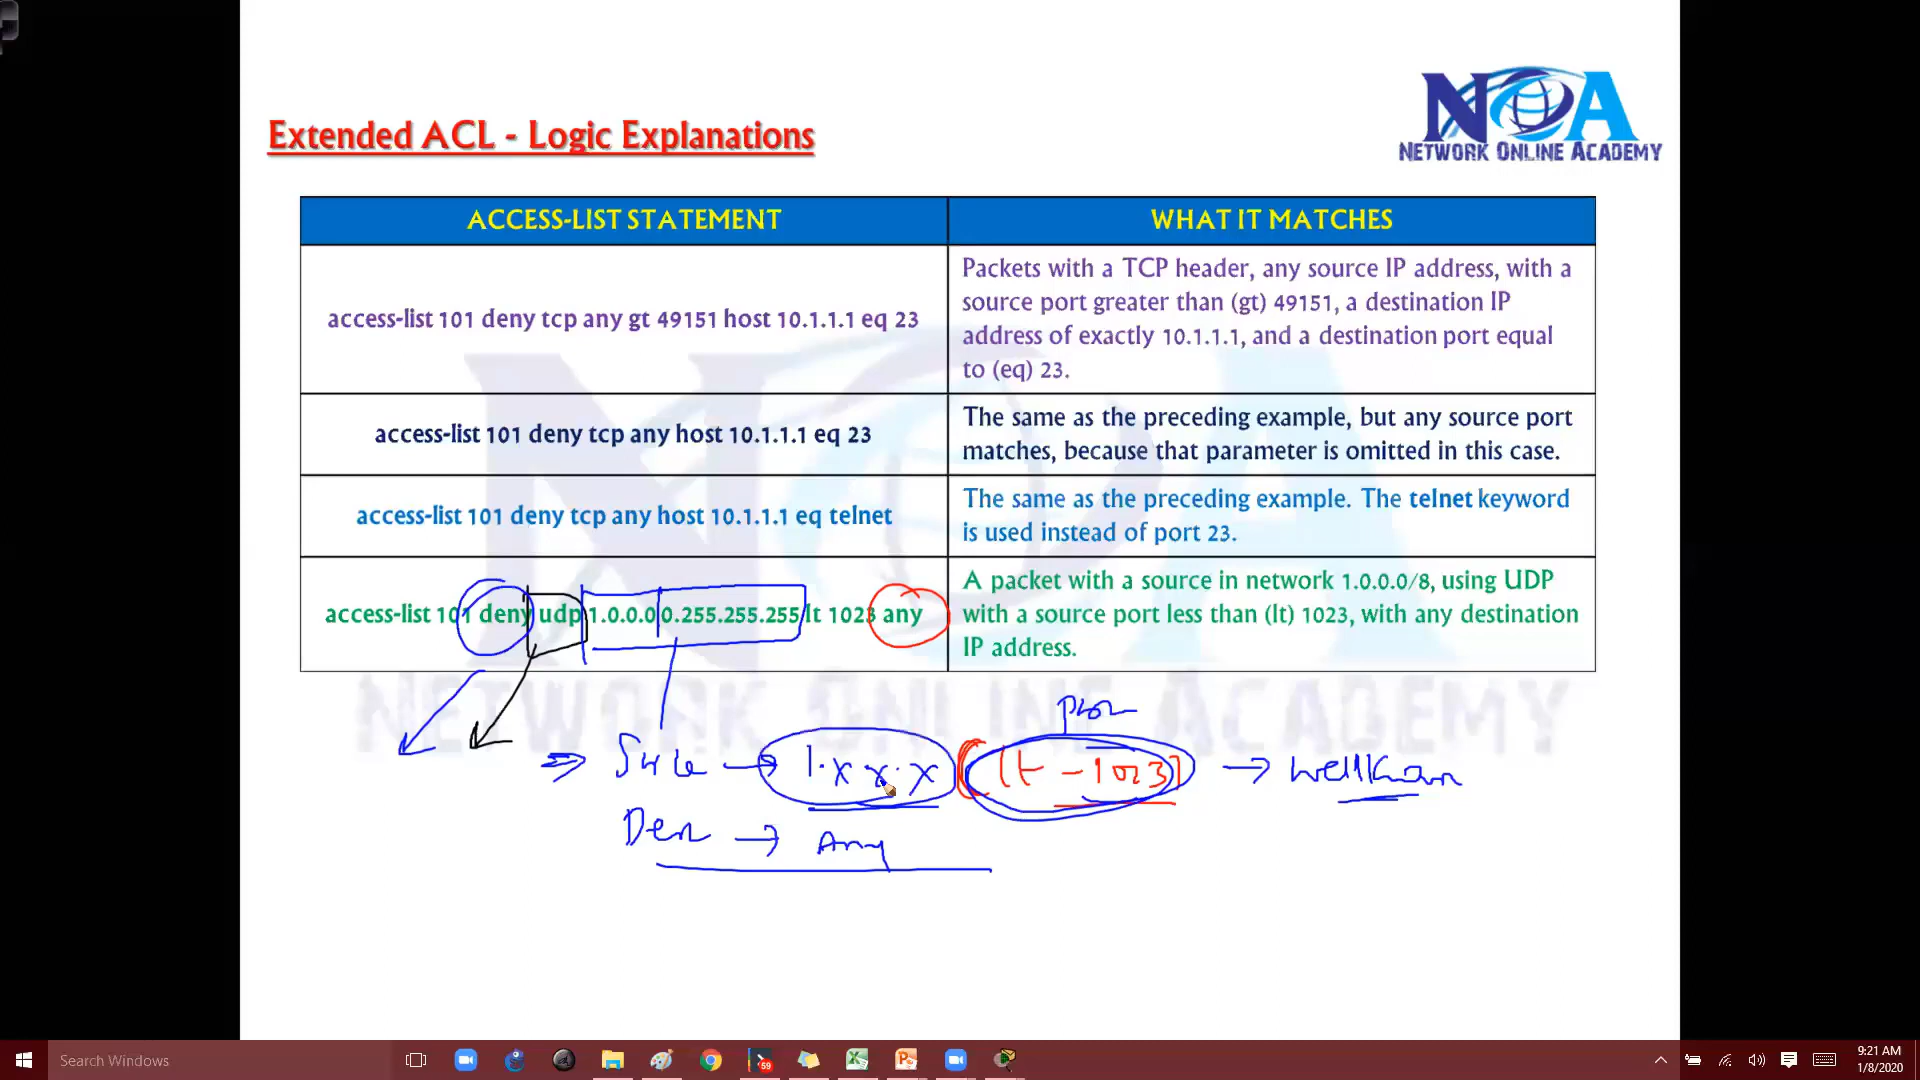 NOA
NETWORK ONLINE ACADEMY
Extended ACL - Logic Explanations
ACCESS-LIST STATEMENT
WHAT IT MATCHES
access-list 101 deny tcp any gt 49151 host 10.1.1.1 eq 23
Packets with a TCP header, any source IP address, with a
source port greater than (gt) 49151, a destination IP
address of exactly 10.1.1.1, and a destination port equal
to (eq) 23.
access-list 101 deny tcp any host 10.1.1.1 eq 23
The same as the preceding example, but any source port
matches, because that parameter is omitted in this case.
access-list 101 deny tcp any host 10.1.1.1 eq telnet
The same as the preceding example. The telnet keyword
is used instead of port 23.
access-list 101 deny udp 1.0.0.0 0.255.255.255 lt 1023 any
A packet with a source in network 1.0.0.0/8, using UDP
with a source port less than (lt) 1023, with any destination
IP address.
NETWORK ONLINE ACADEMY
1.x.x.x (lt - 1023)
Any
Search Windows
59
9:21 AM
1/8/2020